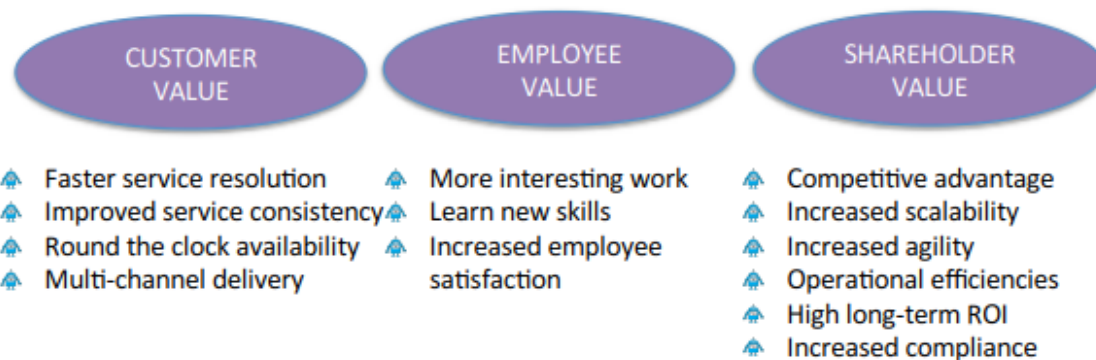 CUSTOMER
VALUE
EMPLOYEE
VALUE
SHAREHOLDER
VALUE
Faster service resolution
Improved service consistency
Round the clock availability
Multi-channel delivery
More interesting work
Learn new skills
Increased employee
satisfaction
Competitive advantage
Increased scalability
Increased agility
Operational efficiencies
High long-term ROI
Increased compliance